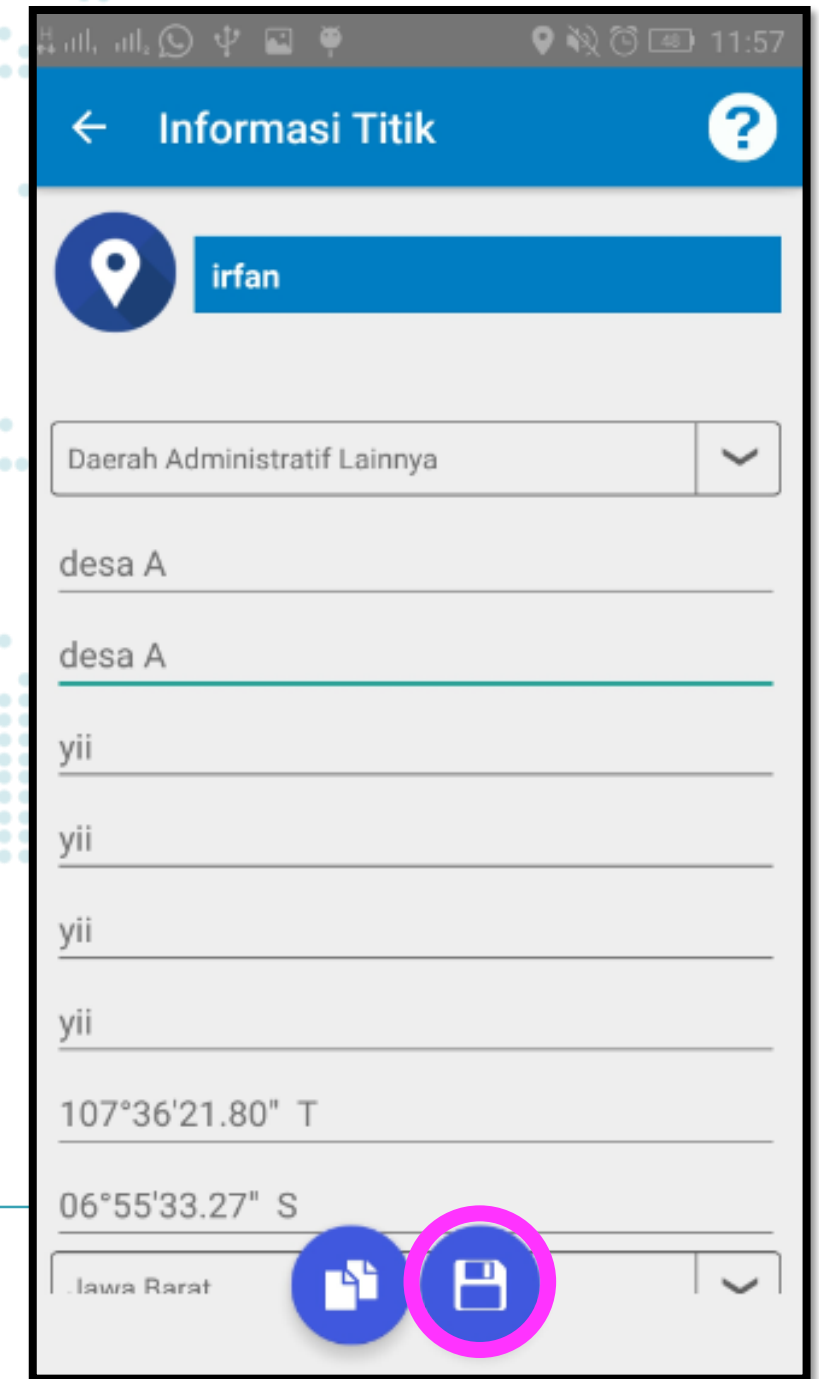 48 11:57
Informasi Titik
?
irfan
Daerah Administratif Lainnya
desa A
desa A
yii
yii
yii
yii
107°36'21.80" T
06°55'33.27" S
Jawa Barat